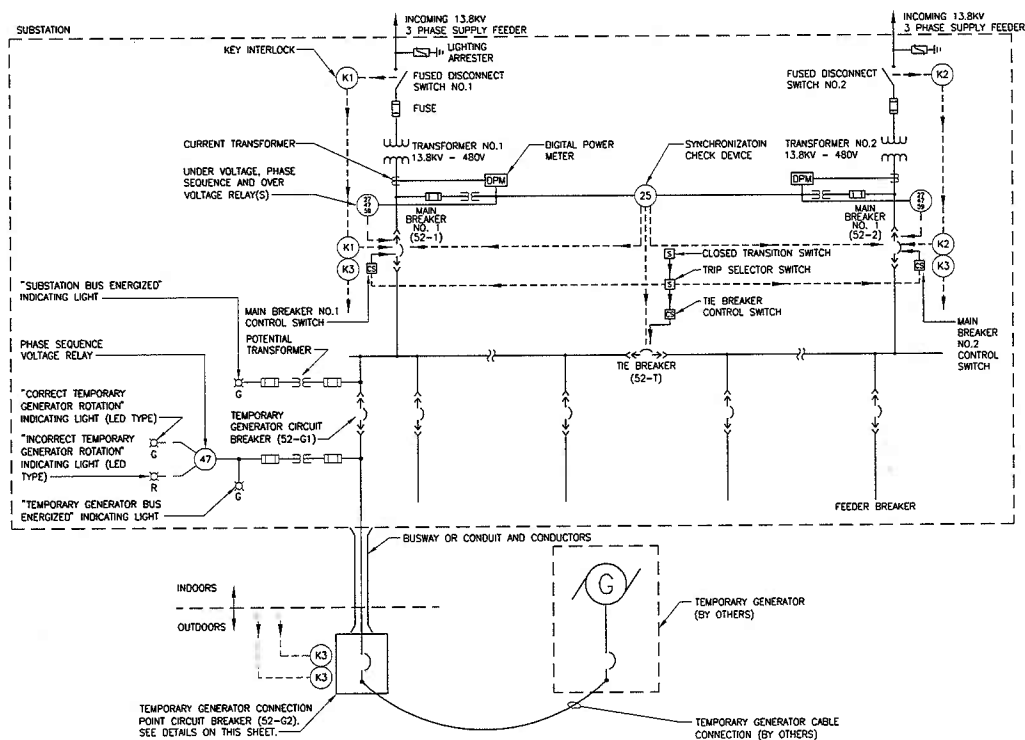 INCOMING 13.8KV
3 PHASE SUPPLY FEEDER
INCOMING 13.8KV
3 PHASE SUPPLY FEEDER
SUBSTATION
KEY INTERLOCK
LIGHTING
ARRESTER
K1
FUSED DISCONNECT
SWITCH NO.1
FUSED DISCONNECT
SWITCH NO.2
K2
FUSE
CURRENT TRANSFORMER
TRANSFORMER NO.1
13.8KV - 480V
DIGITAL POWER
METER
SYNCHRONIZATOIN
CHECK DEVICE
TRANSFORMER NO.2
13.8KV - 480V
UNDER VOLTAGE, PHASE
SEQUENCE AND OVER
VOLTAGE RELAY(S)
DPM
DPM
27
47
59
25
27
47
59
MAIN
BREAKER
NO. 1
(52-1)
MAIN
BREAKER
NO. 1
(52-2)
K1
K3
CS
K2
K3
CS
S
CLOSED TRANSITION SWITCH
S
TRIP SELECTOR SWITCH
CS
TIE BREAKER
CONTROL SWITCH
"SUBSTATION BUS ENERGIZED"
INDICATING LIGHT
MAIN BREAKER NO.1
CONTROL SWITCH
MAIN
BREAKER
NO.2
CONTROL
SWITCH
PHASE SEQUENCE
VOLTAGE RELAY
POTENTIAL
TRANSFORMER
TIE BREAKER
(52-T)
G
"CORRECT TEMPORARY
GENERATOR ROTATION"
INDICATING LIGHT (LED TYPE)
TEMPORARY
GENERATOR CIRCUIT
BREAKER (52-G1)
"INCORRECT TEMPORARY
GENERATOR ROTATION"
INDICATING LIGHT (LED
TYPE)
G
47
R
G
"TEMPORARY GENERATOR BUS
ENERGIZED" INDICATING LIGHT
FEEDER BREAKER
BUSWAY OR CONDUIT AND CONDUCTORS
INDOORS
OUTDOORS
G
TEMPORARY GENERATOR
(BY OTHERS)
K3
K3
TEMPORARY GENERATOR CONNECTION
POINT CIRCUIT BREAKER (52-G2).
SEE DETAILS ON THIS SHEET.
TEMPORARY GENERATOR CABLE
CONNECTION (BY OTHERS)